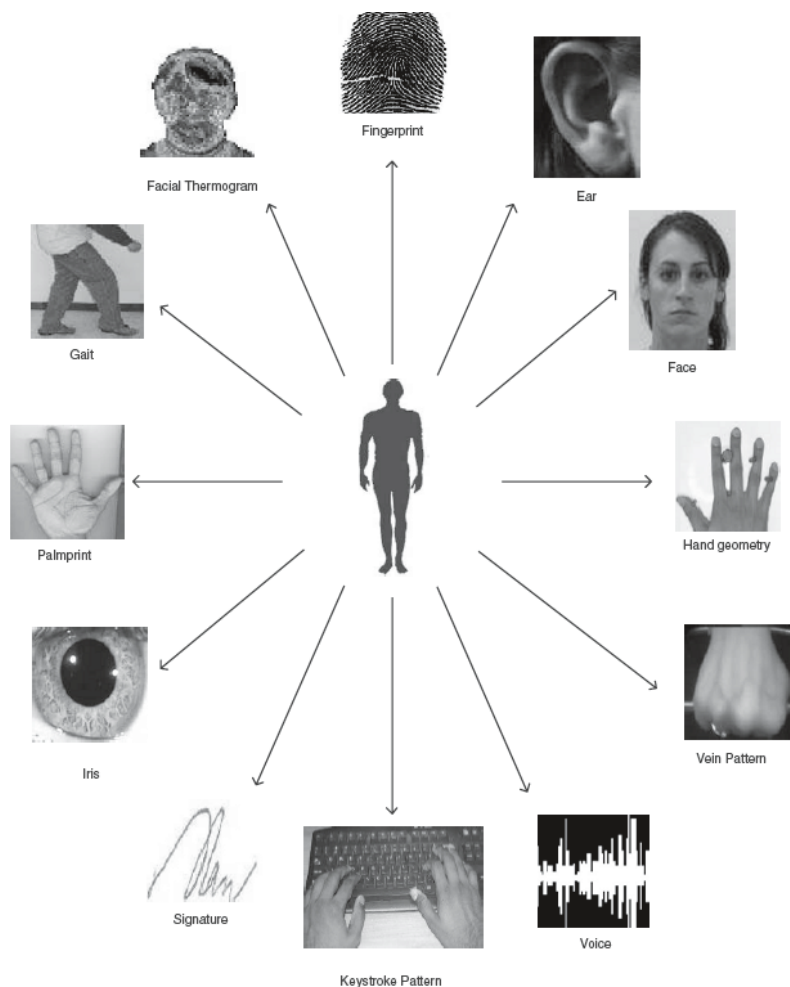 Fingerprint
Facial Thermogram
Ear
Gait
Face
Palmprint
Hand geometry
Iris
Vein Pattern
Signature
Voice
Keystroke Pattern